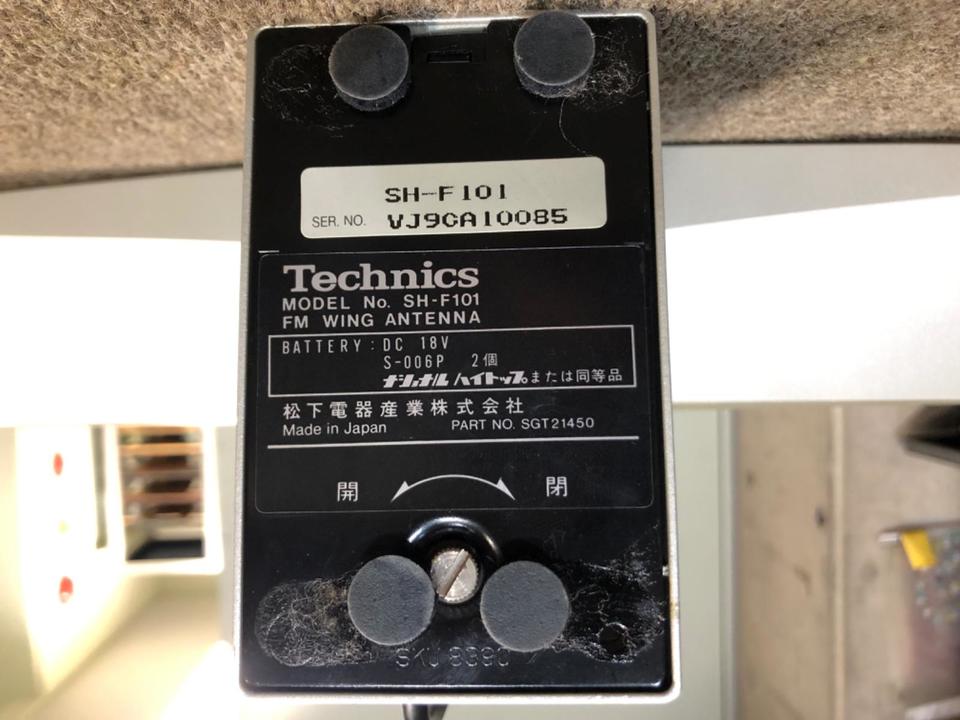 SH-F101
SER. NO. VJ9CA10085
Technics
MODEL No. SH-F101
FM WING ANTENNA
BATTERY : DC 18V
S-006P 2個
ナショナル ハイトップ または同等品
松下電器産業株式会社
Made in Japan PART NO. SGT21450
開 閉